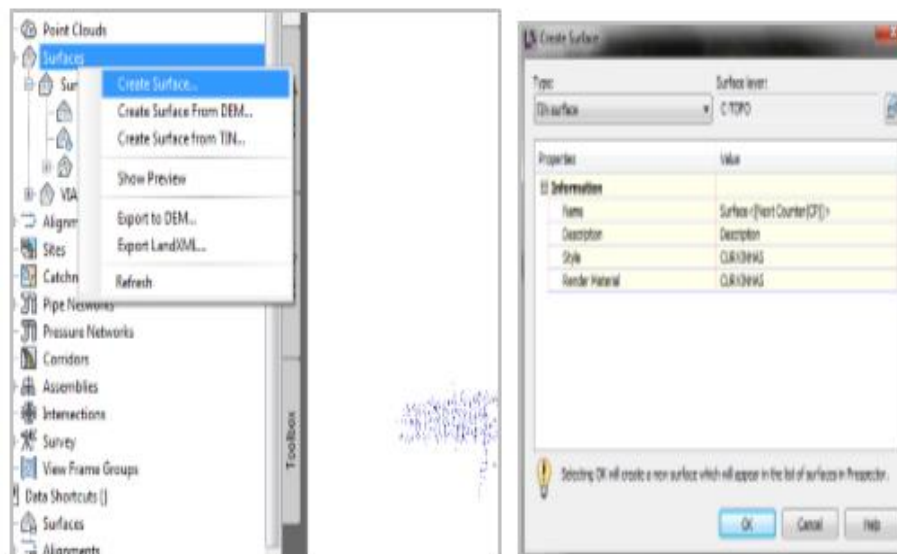 Point Clouds
Surfaces
Sur
Create Surface...
Create Surface From DEM...
Create Surface from TIN...
Show Preview
VIA
Export to DEM...
Alignm
Export LandXML...
Sites
Catchn
Refresh
Pipe Networks
Pressure Networks
Corridors
Assemblies
Intersections
Survey
View Frame Groups
Data Shortcuts []
Surfaces
Alignments
Toolbox
Create Surface
Type:
Surface layer:
TIN surface
C-TOPO
Properties
Value
Information
Name
Surface<[Next Counter(CP)]>
Description
Description
Style
Render Material
Selecting OK will create a new surface which will appear in the list of surfaces in Prospector.
OK
Cancel
Help